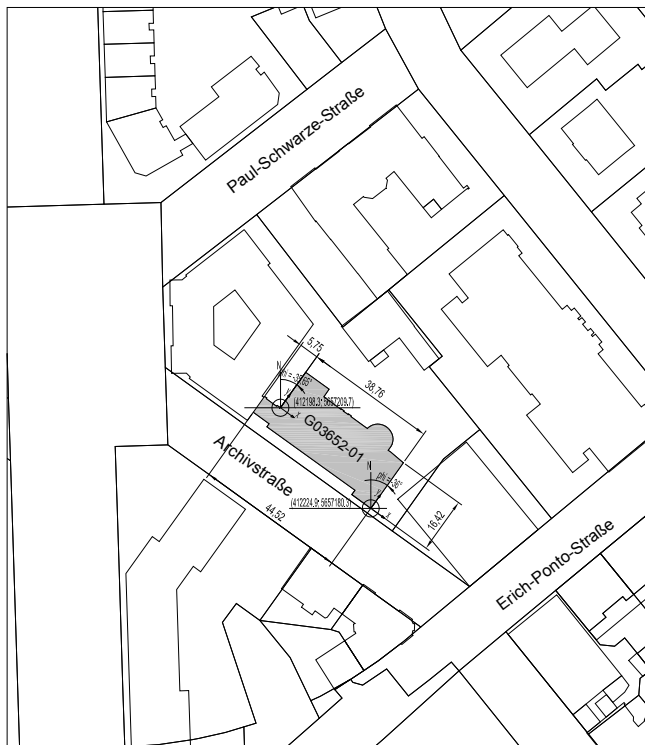 Paul-Schwarze-Straße
5,75
N
38,76
(412198.3; 5657209.7)
x
G03652-01
Archivstraße
N
(412224.9; 5657180.3)
x
44,52
16,42
Erich-Ponto-Straße